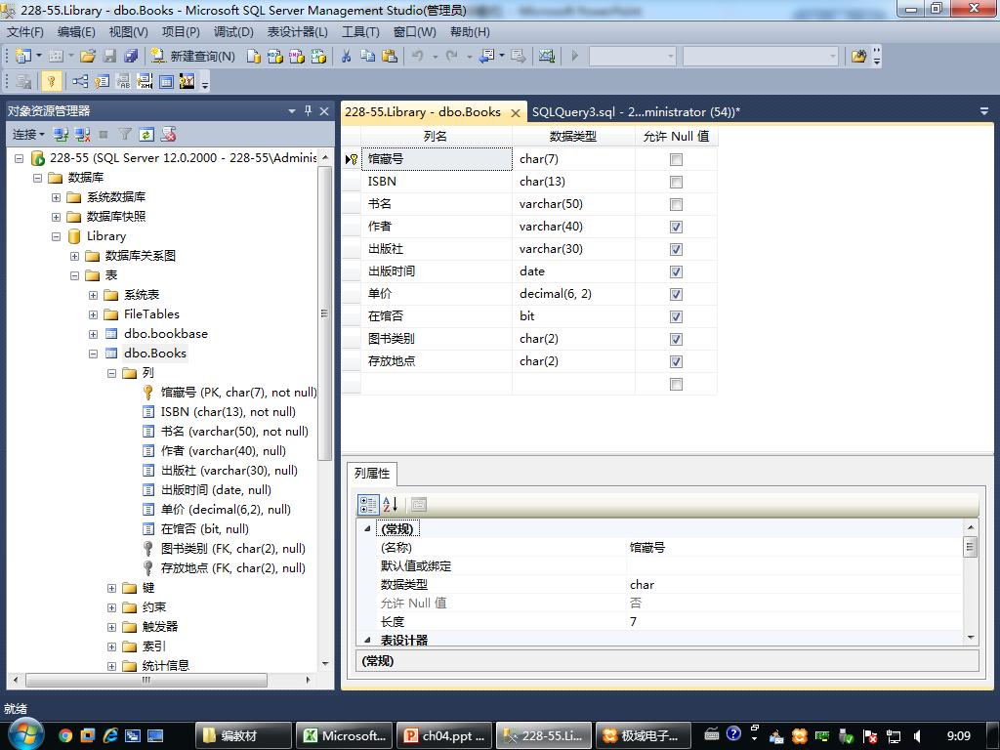 228-55.Library - dbo.Books - Microsoft SQL Server Management Studio(管理员)
文件(F) 编辑(E) 视图(V) 项目(P) 调试(D) 表设计器(L) 工具(T) 窗口(W) 帮助(H)
新建查询(N)
对象资源管理器
连接
228-55 (SQL Server 12.0.2000 - 228-55\Adminis
数据库
系统数据库
数据库快照
Library
数据库关系图
表
系统表
FileTables
dbo.bookbase
dbo.Books
列
馆藏号 (PK, char(7), not null)
ISBN (char(13), not null)
书名 (varchar(50), not null)
作者 (varchar(40), null)
出版社 (varchar(30), null)
出版时间 (date, null)
单价 (decimal(6,2), null)
在馆否 (bit, null)
图书类别 (FK, char(2), null)
存放地点 (FK, char(2), null)
键
约束
触发器
索引
统计信息
228-55.Library - dbo.Books SQLQuery3.sql - 2...ministrator (54))*
列名 数据类型 允许 Null 值
馆藏号 char(7)
ISBN char(13)
书名 varchar(50)
作者 varchar(40)
出版社 varchar(30)
出版时间 date
单价 decimal(6, 2)
在馆否 bit
图书类别 char(2)
存放地点 char(2)
列属性
(常规)
(名称) 馆藏号
默认值或绑定
数据类型 char
允许 Null 值 否
长度 7
表设计器
(常规)
就绪
编教材 Microsoft... ch04.ppt ... 228-55.Li... 极域电子... 9:09